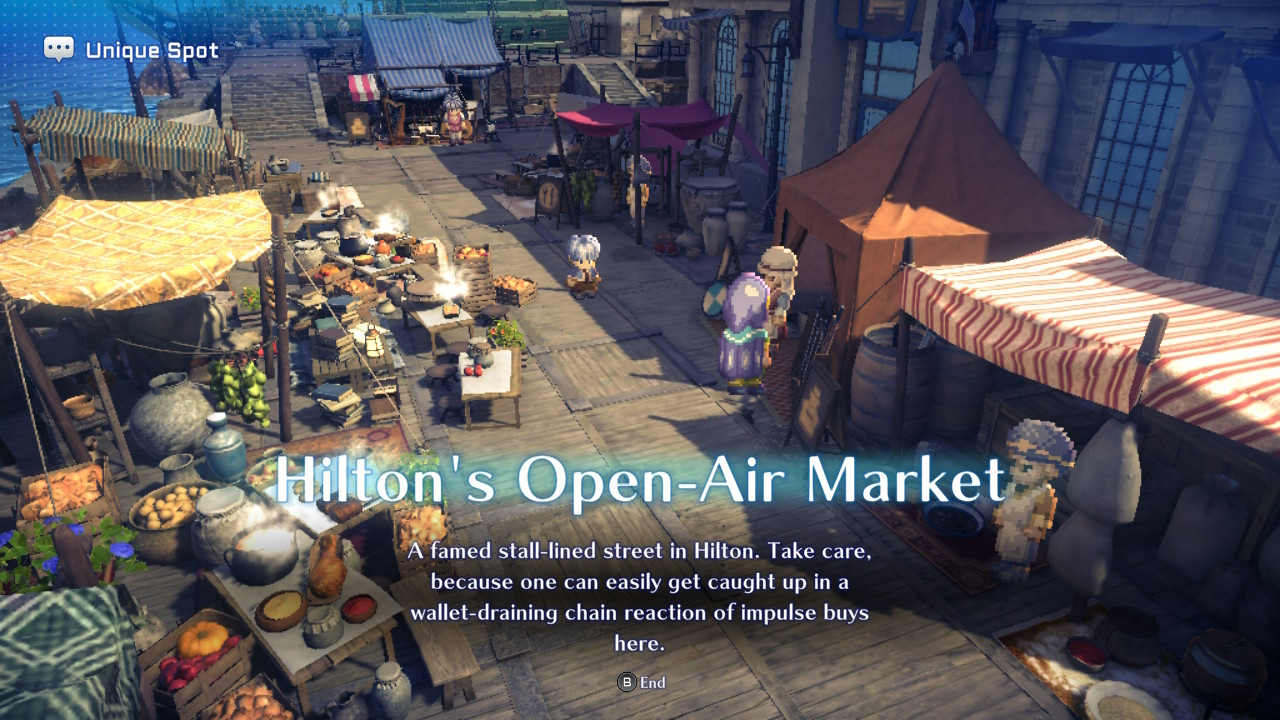 Unique Spot
Hilton's Open-Air Market
A famed stall-lined street in Hilton. Take care,
because one can easily get caught up in a
wallet-draining chain reaction of impulse buys
here.
B End